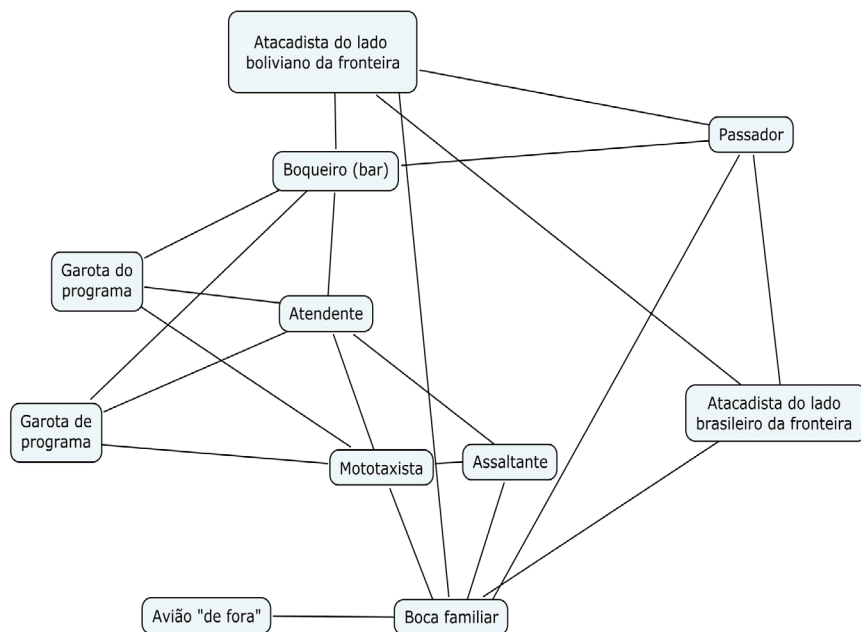 Atacadista do lado
boliviano da fronteira
Passador
Boqueiro (bar)
Garota do
programa
Atendente
Garota de
programa
Atacadista do lado
brasileiro da fronteira
Mototaxista
Assaltante
Avião "de fora"
Boca familiar